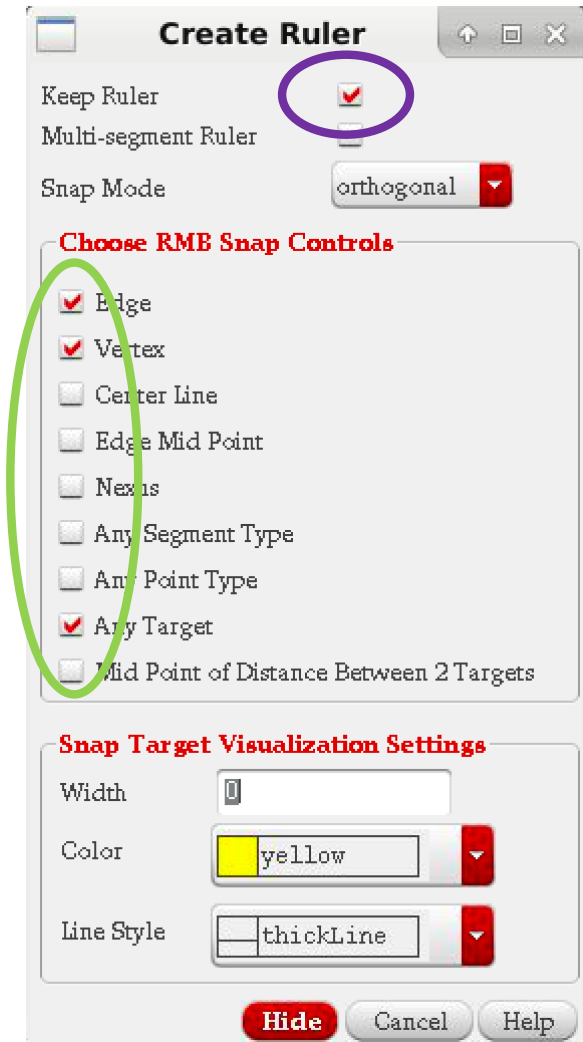 Create Ruler
Keep Ruler
Multi-segment Ruler
Snap Mode orthogonal
Choose RMB Snap Controls
Edge
Vertex
Center Line
Edge Mid Point
Nexus
Any Segment Type
Any Point Type
Any Target
Mid Point of Distance Between 2 Targets
Snap Target Visualization Settings
Width 0
Color yellow
Line Style thickLine
Hide Cancel Help